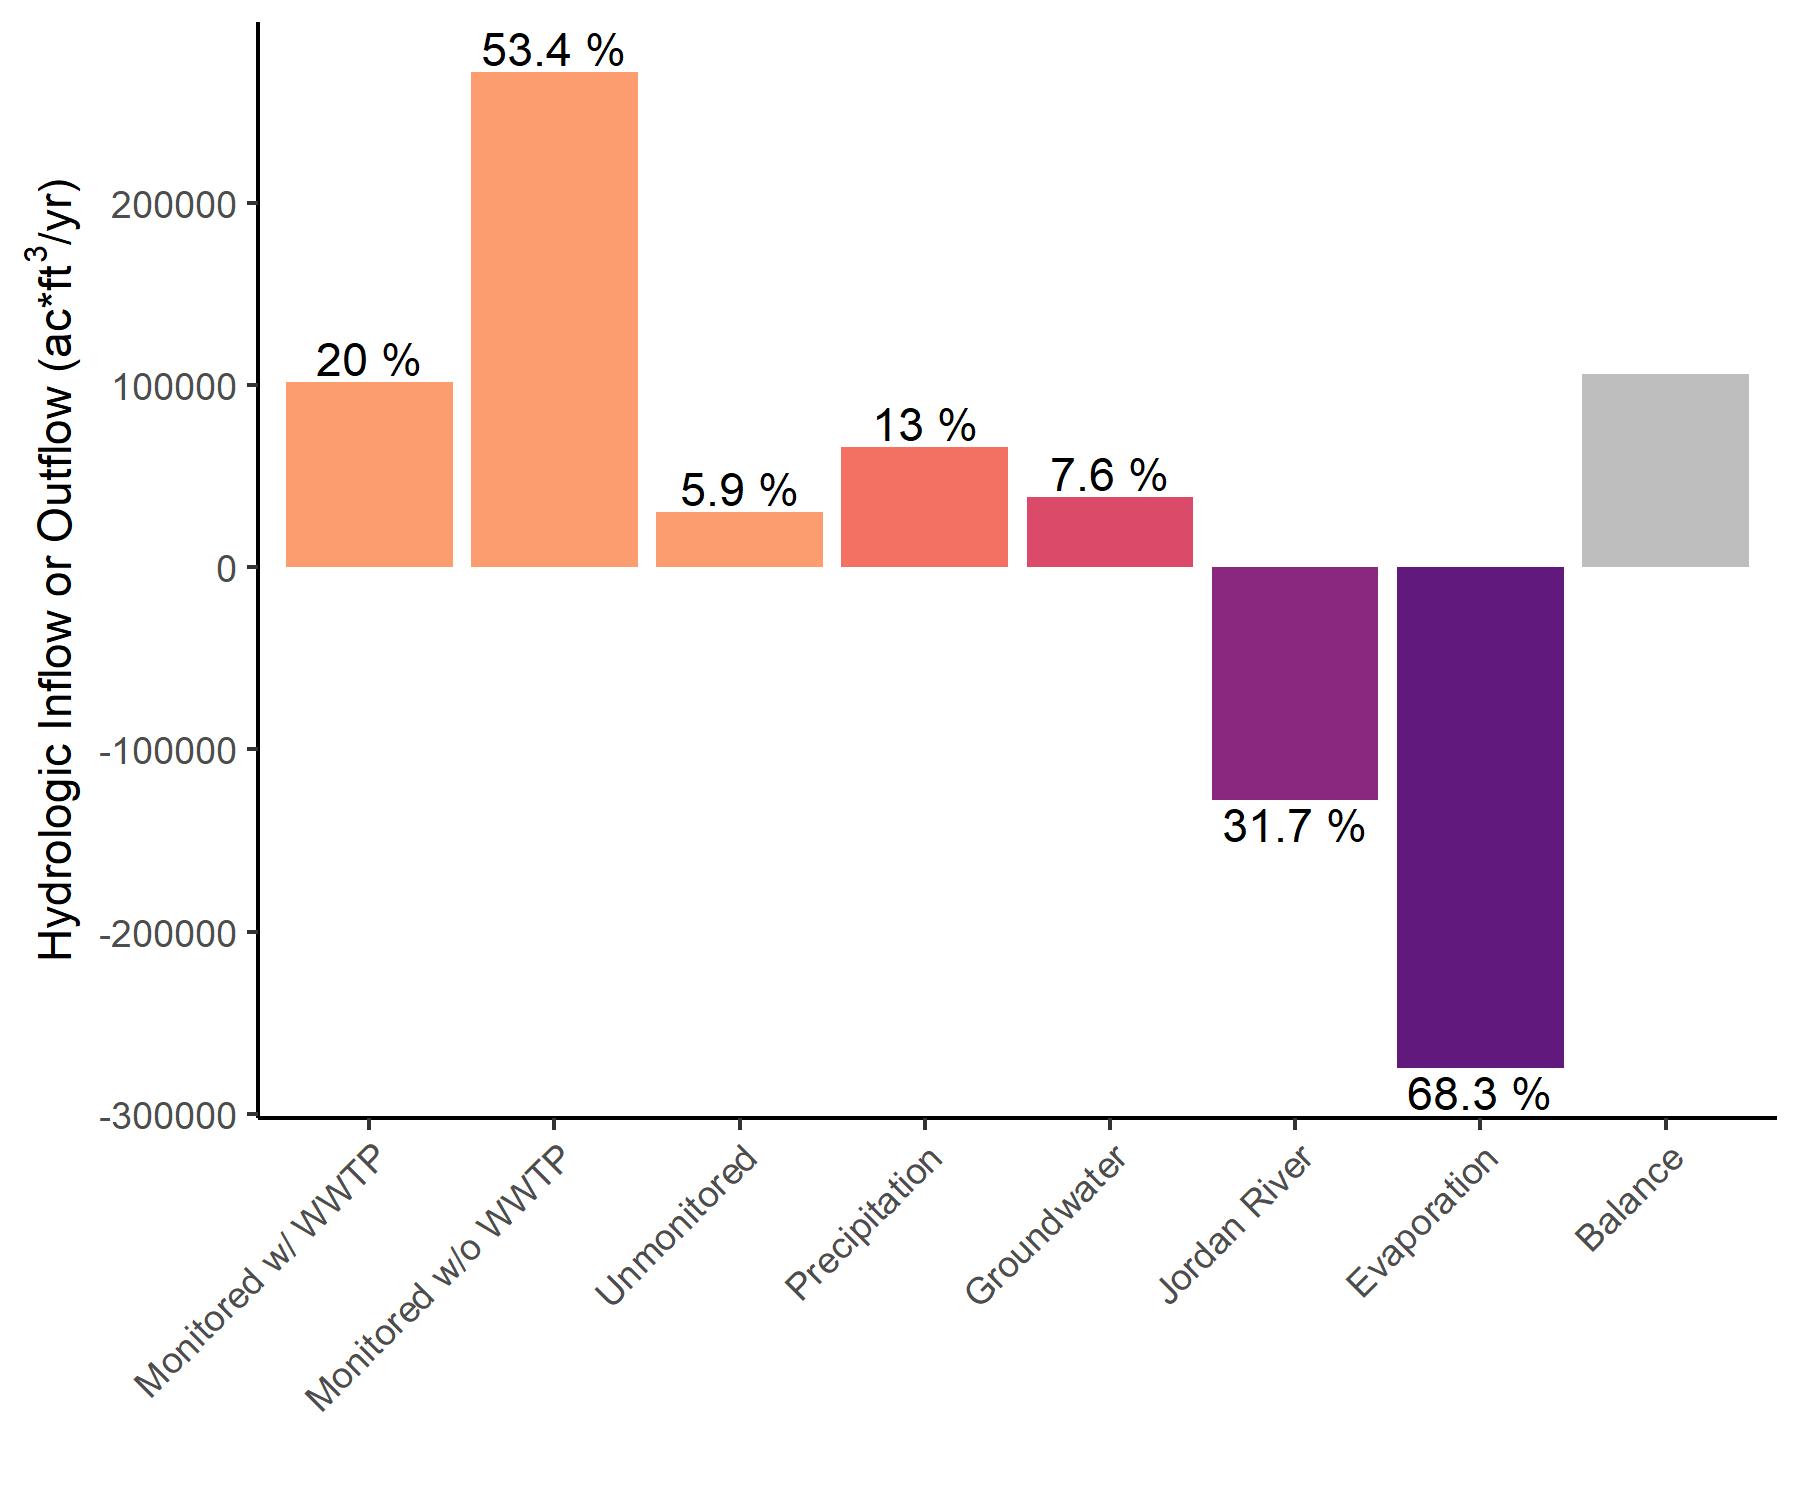 Hydrologic Inflow or Outflow (ac*ft³/yr)
200000
100000
0
-100000
-200000
-300000
20 %
53.4 %
5.9 %
13 %
7.6 %
31.7 %
68.3 %
Monitored w/ WWTP
Monitored w/o WWTP
Unmonitored
Precipitation
Groundwater
Jordan River
Evaporation
Balance